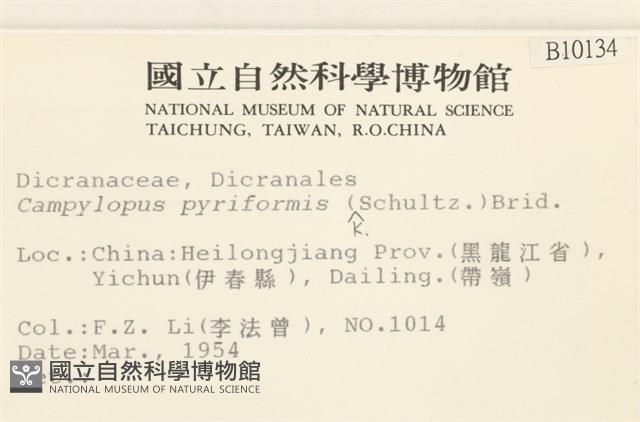 B10134
國立自然科學博物館
NATIONAL MUSEUM OF NATURAL SCIENCE
TAICHUNG, TAIWAN, R.O.CHINA
Dicranaceae, Dicranales
Campylopus pyriformis (Schultz.)Brid.
K.
Loc.:China:Heilongjiang Prov.(黑龍江省),
Yichun(伊春縣), Dailing.(帶嶺)
Col.:F.Z. Li(李法曾), NO.1014
Date:Mar., 1954
國立自然科學博物館
NATIONAL MUSEUM OF NATURAL SCIENCE